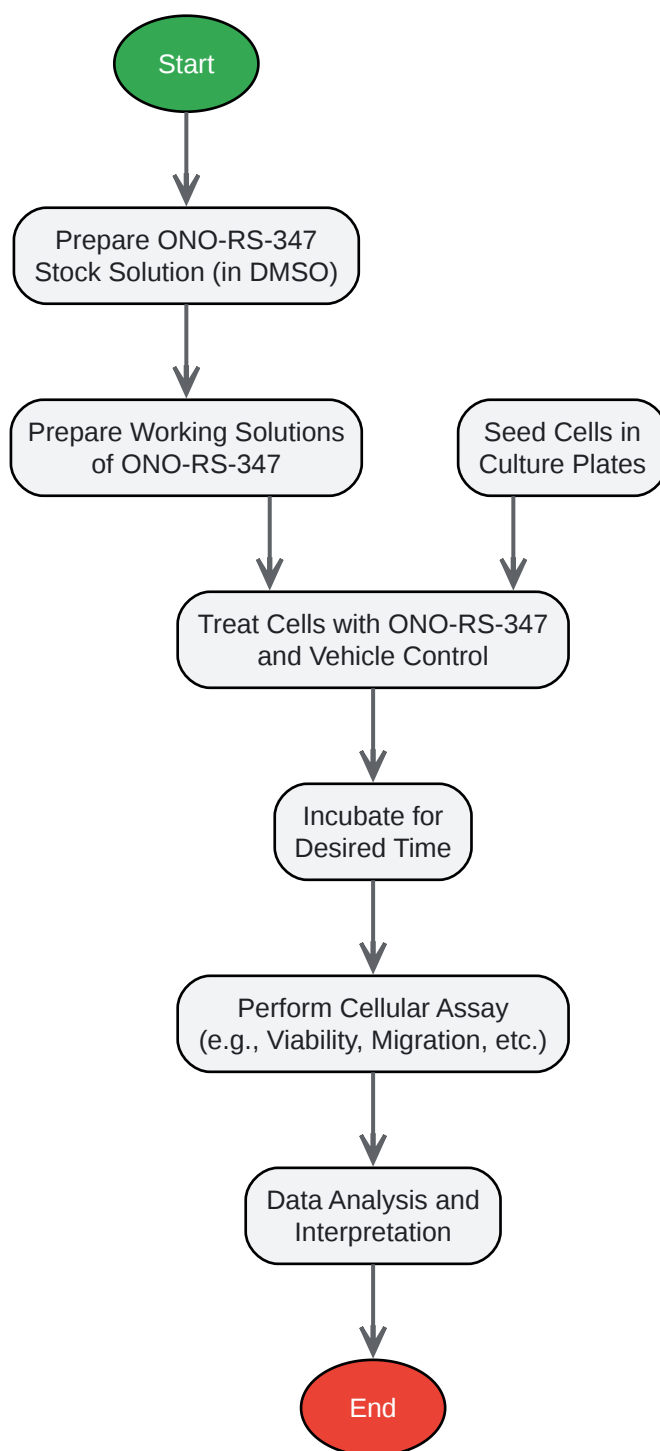 Start
Prepare ONO-RS-347
Stock Solution (in DMSO)
Prepare Working Solutions
of ONO-RS-347
Seed Cells in
Culture Plates
Treat Cells with ONO-RS-347
and Vehicle Control
Incubate for
Desired Time
Perform Cellular Assay
(e.g., Viability, Migration, etc.)
Data Analysis and
Interpretation
End